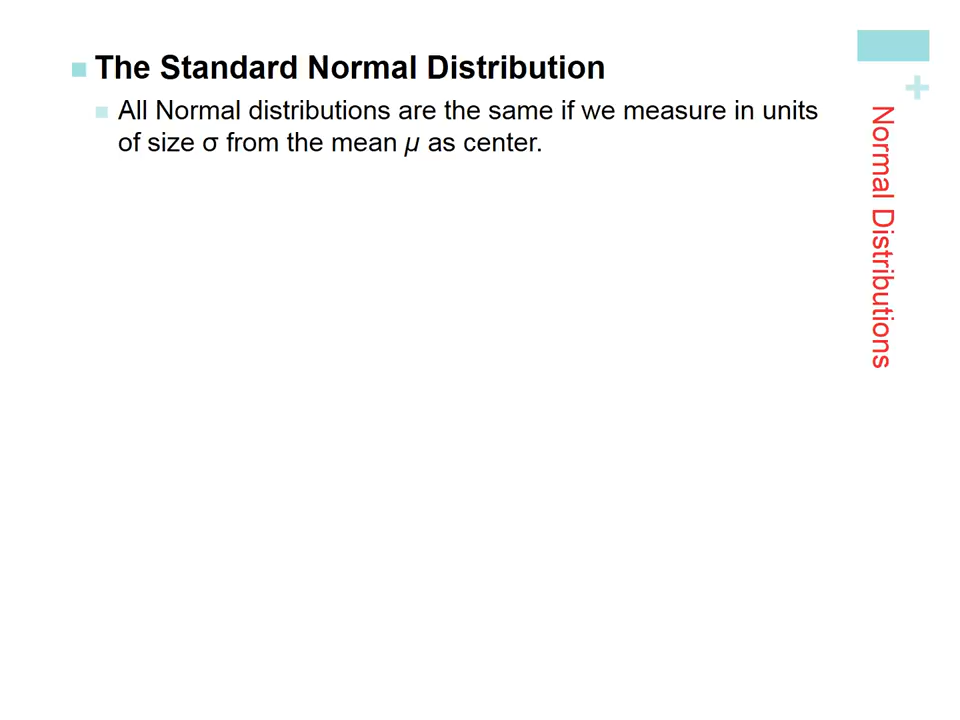 The Standard Normal Distribution
All Normal distributions are the same if we measure in units
of size σ from the mean μ as center.
+
Normal Distributions